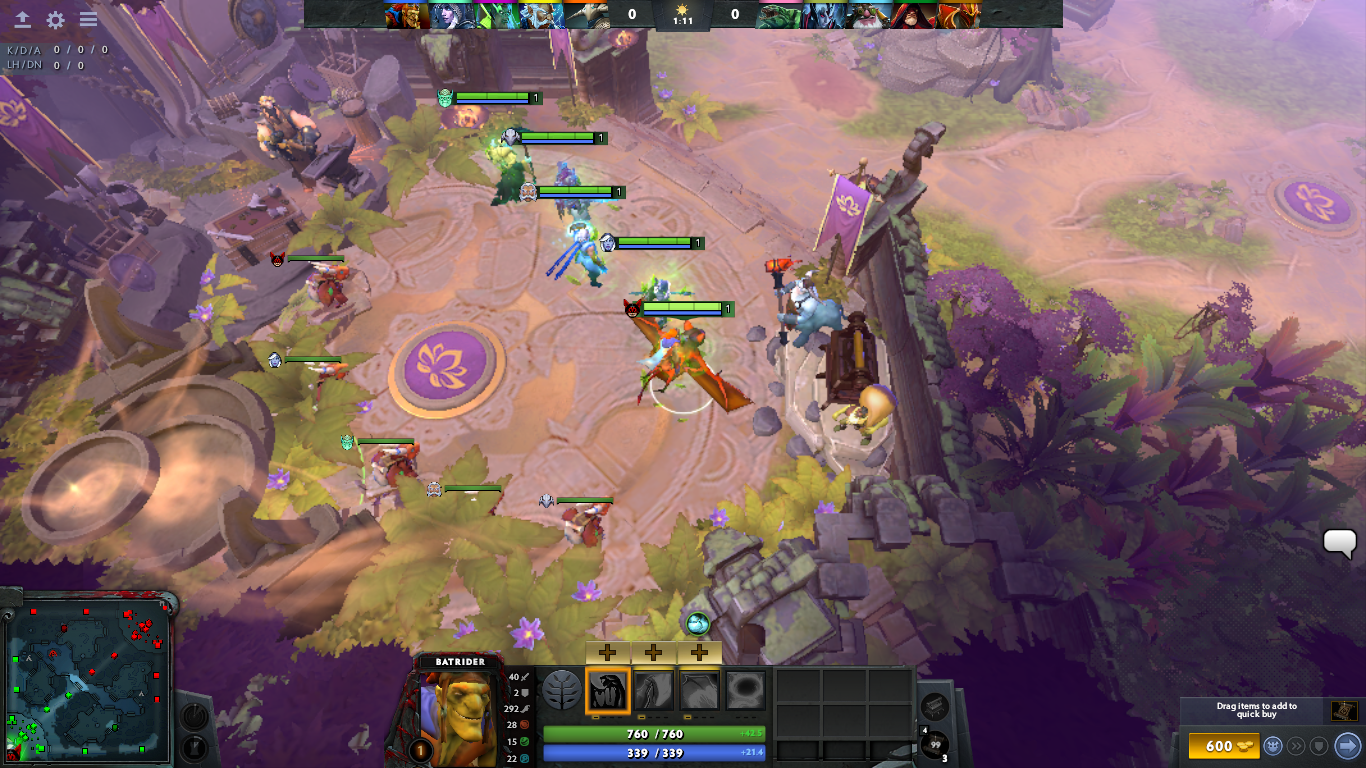 0 1:11 0
K/D/A 0 / 0 / 0
LH/DN 0 / 0
1
1
1
1
1
BATRIDER
40
2
292
28
15
22
1
760 / 760 +42.5
339 / 339 +21.4
4
99
3
Drag items to add to
quick buy
600